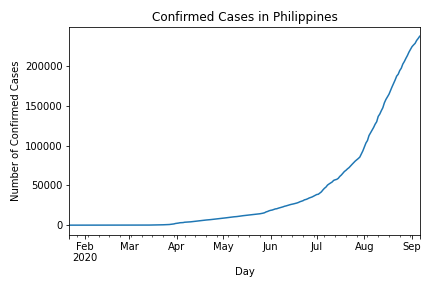 Confirmed Cases in Philippines
Number of Confirmed Cases
200000
150000
100000
50000
0
Feb Mar Apr May Jun Jul Aug Sep
2020
Day